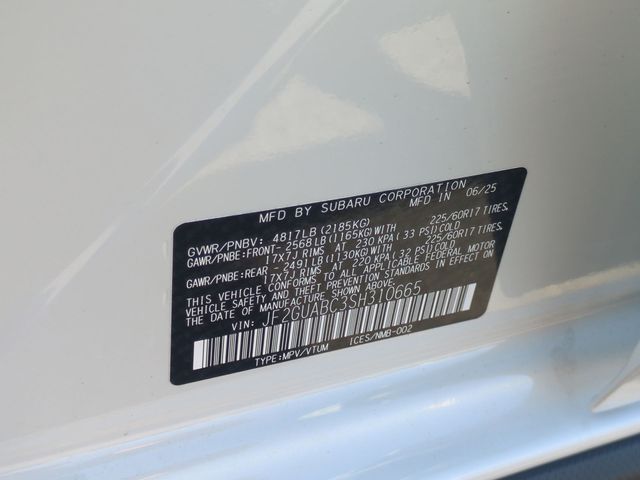 MFD BY SUBARU CORPORATION
MFD IN 06/25
GVWR/PNBV: 4817LB (2185KG)
GAWR/PNBE:FRONT-2568LB(1165KG)WITH 225/60R17 TIRES,
17X7J RIMS AT 230 KPA(33 PSI)COLD
GAWR/PNBE:REAR -2491LB(1130KG)WITH 225/60R17 TIRES,
17X7J RIMS AT 220 KPA(32 PSI)COLD
THIS VEHICLE CONFORMS TO ALL APPLICABLE FEDERAL MOTOR
VEHICLE SAFETY STANDARDS IN EFFECT ON
THE DATE OF MANUFACTURE SHOWN ABOVE.
VIN: JF2GUABC3SH310665
TYPE:MPV/VTUM ICES/NMB-002